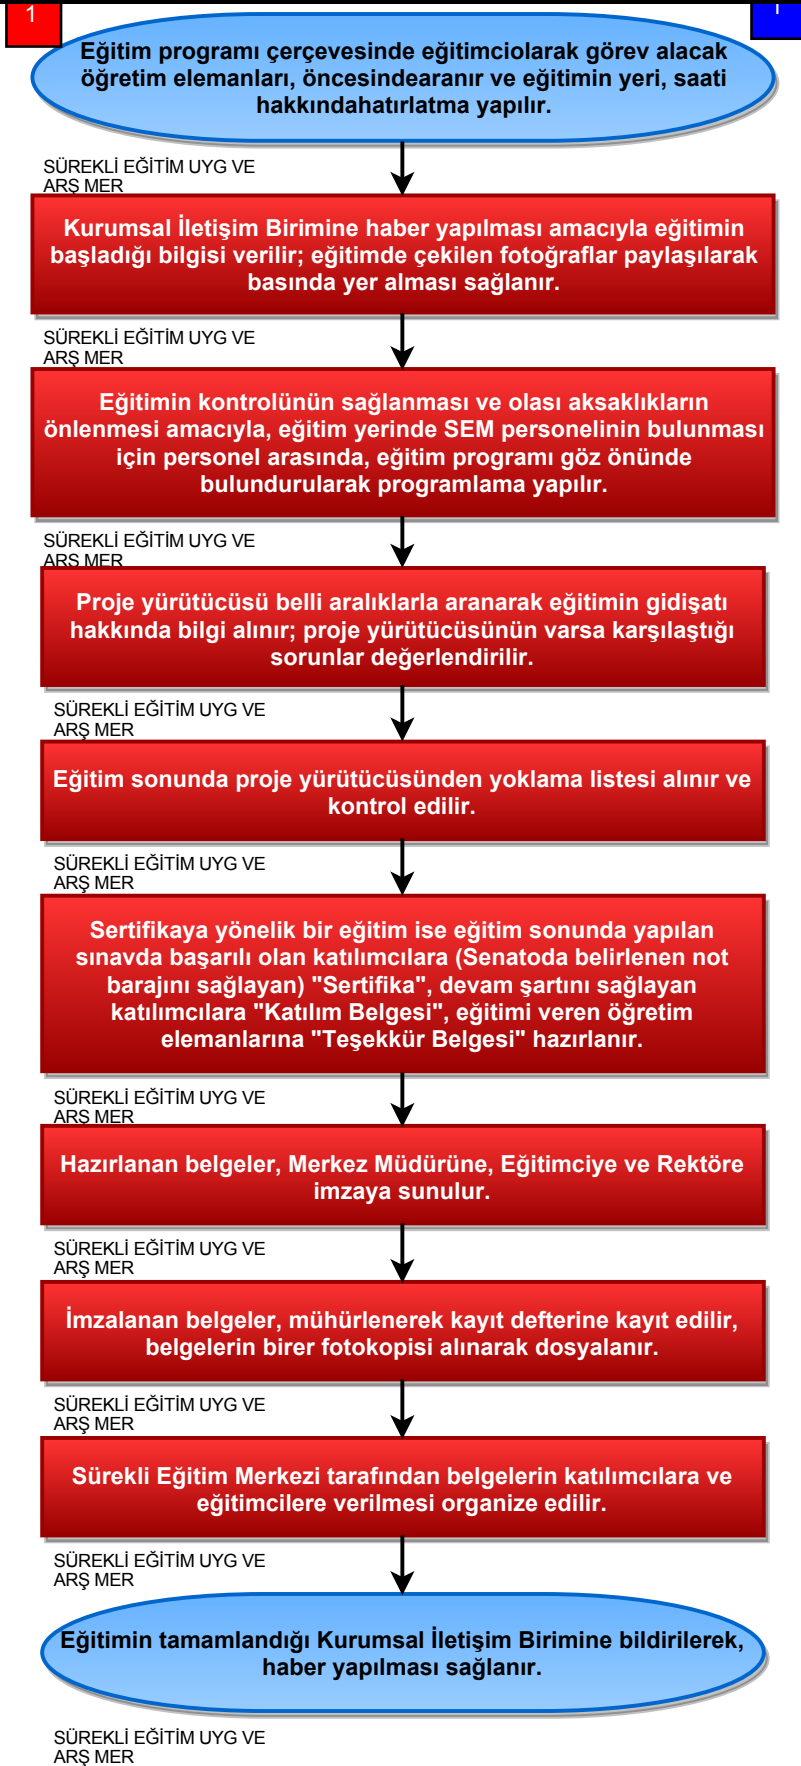 1
Eğitim programı çerçevesinde eğitimciolarak görev alacak
öğretim elemanları, öncesindearanır ve eğitimin yeri, saati
hakkındahatırlatma yapılır.
SÜREKLİ EĞİTİM UYG VE
ARŞ MER
Kurumsal İletişim Birimine haber yapılması amacıyla eğitimin
başladığı bilgisi verilir; eğitimde çekilen fotoğraflar paylaşılarak
basında yer alması sağlanır.
SÜREKLİ EĞİTİM UYG VE
ARŞ MER
Eğitimin kontrolünün sağlanması ve olası aksaklıkların
önlenmesi amacıyla, eğitim yerinde SEM personelinin bulunması
için personel arasında, eğitim programı göz önünde
bulundurularak programlama yapılır.
SÜREKLİ EĞİTİM UYG VE
ARŞ MER
Proje yürütücüsü belli aralıklarla aranarak eğitimin gidişatı
hakkında bilgi alınır; proje yürütücüsünün varsa karşılaştığı
sorunlar değerlendirilir.
SÜREKLİ EĞİTİM UYG VE
ARŞ MER
Eğitim sonunda proje yürütücüsünden yoklama listesi alınır ve
kontrol edilir.
SÜREKLİ EĞİTİM UYG VE
ARŞ MER
Sertifikaya yönelik bir eğitim ise eğitim sonunda yapılan
sınavda başarılı olan katılımcılara (Senatoda belirlenen not
barajını sağlayan) "Sertifika", devam şartını sağlayan
katılımcılara "Katılım Belgesi", eğitimi veren öğretim
elemanlarına "Teşekkür Belgesi" hazırlanır.
SÜREKLİ EĞİTİM UYG VE
ARŞ MER
Hazırlanan belgeler, Merkez Müdürüne, Eğitimciye ve Rektöre
imzaya sunulur.
SÜREKLİ EĞİTİM UYG VE
ARŞ MER
İmzalanan belgeler, mühürlenerek kayıt defterine kayıt edilir,
belgelerin birer fotokopisi alınarak dosyalanır.
SÜREKLİ EĞİTİM UYG VE
ARŞ MER
Sürekli Eğitim Merkezi tarafından belgelerin katılımcılara ve
eğitimcilere verilmesi organize edilir.
SÜREKLİ EĞİTİM UYG VE
ARŞ MER
Eğitimin tamamlandığı Kurumsal İletişim Birimine bildirilerek,
haber yapılması sağlanır.
SÜREKLİ EĞİTİM UYG VE
ARŞ MER